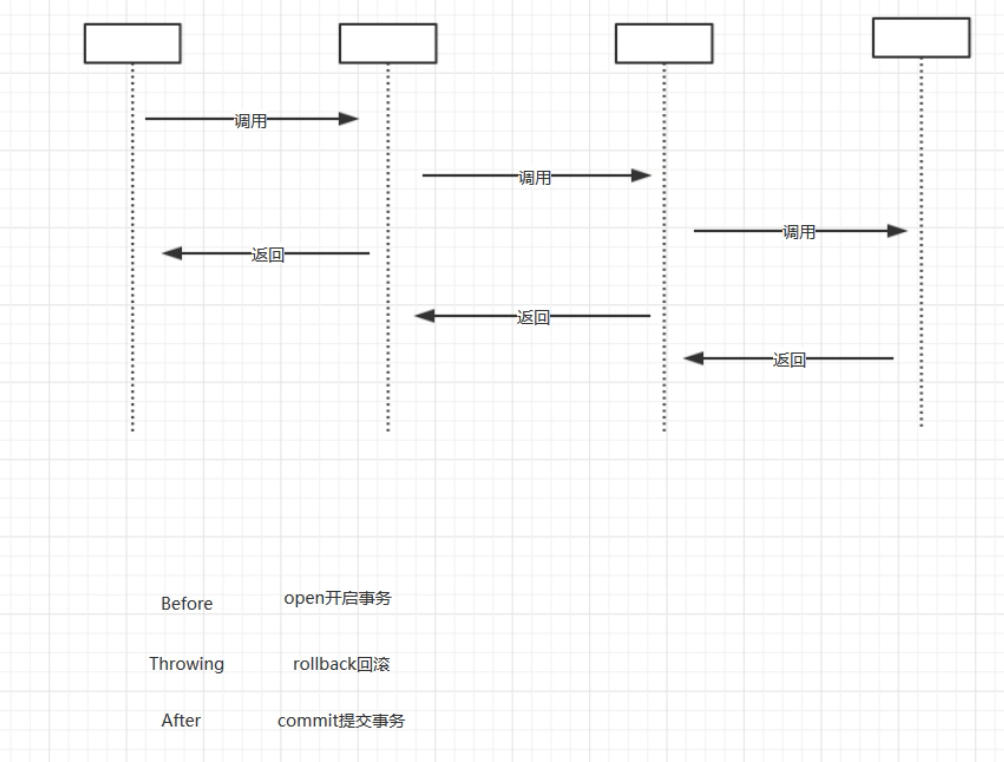 调用
调用
调用
返回
返回
返回
Before open开启事务
Throwing rollback回滚
After commit提交事务